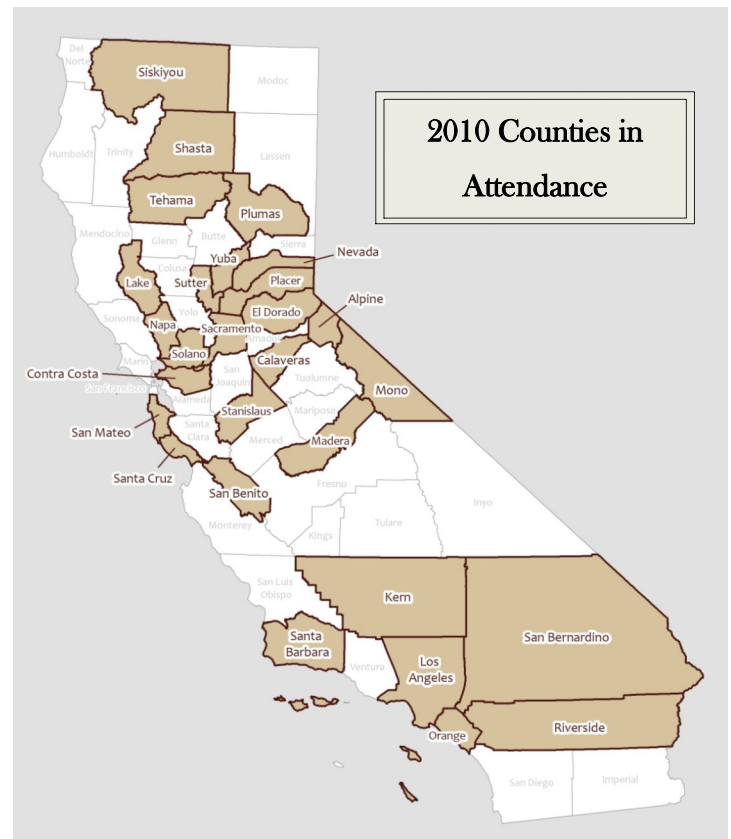 2010 Counties in
Attendance
Del
Norte
Siskiyou
Modoc
Humboldt
Trinity
Shasta
Lassen
Tehama
Plumas
Mendocino
Glenn
Butte
Sierra
Yuba
Nevada
Lake
Colusa
Sutter
Placer
Alpine
Sonoma
Napa
Yolo
Sacramento
El Dorado
Amador
Marin
Solano
Calaveras
Contra Costa
San Francisco
San
Joaquin
Tuolumne
Mono
Alameda
Stanislaus
Mariposa
San Mateo
Santa
Clara
Merced
Madera
Santa Cruz
San Benito
Fresno
Inyo
Monterey
Kings
Tulare
San Luis
Obispo
Kern
Santa
Barbara
Ventura
Los
Angeles
San Bernardino
Orange
Riverside
San Diego
Imperial